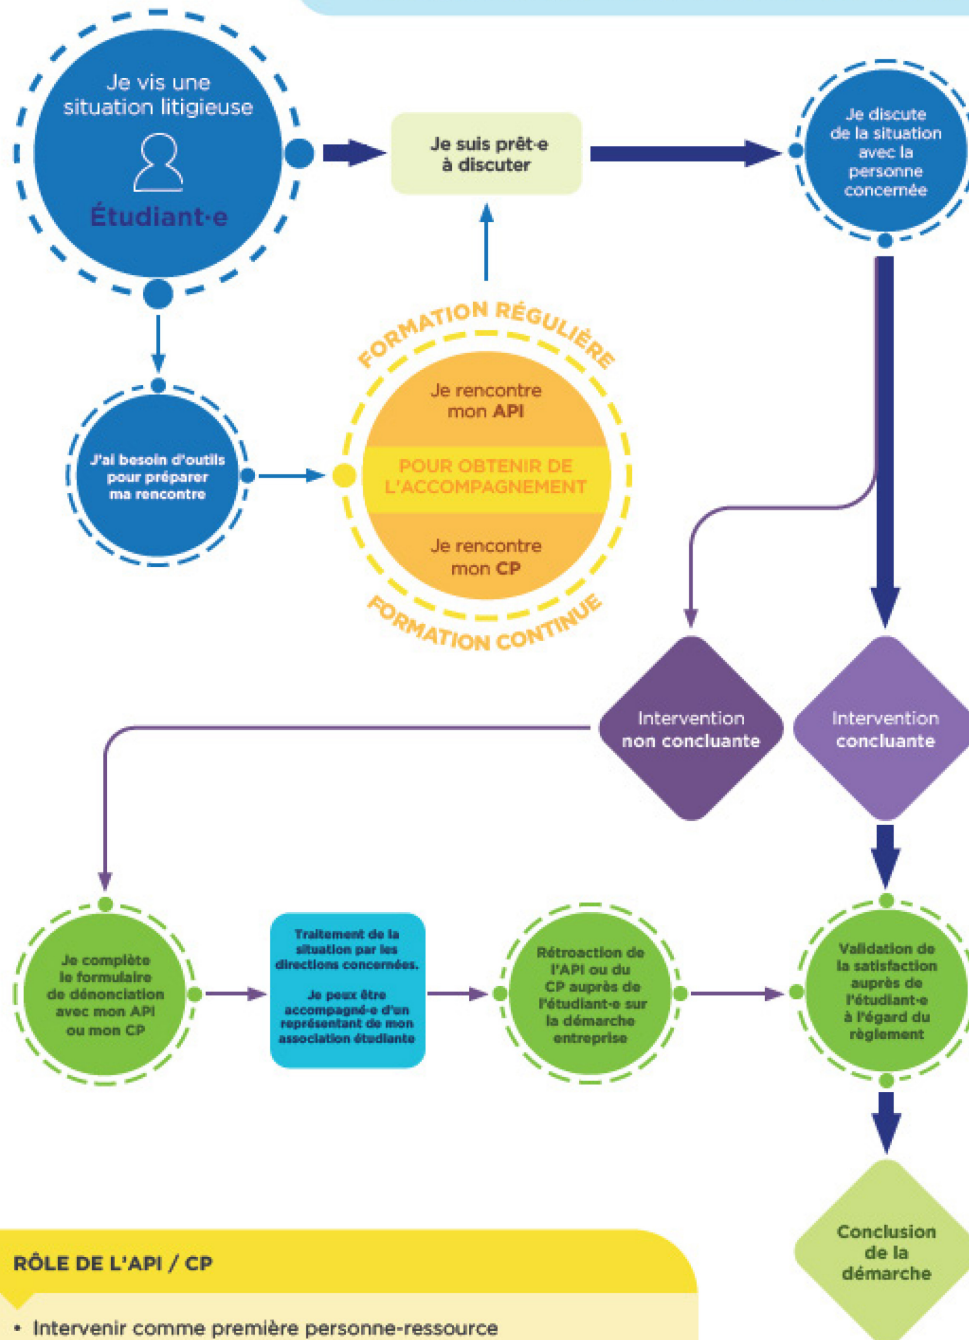 Je vis une
situation litigieuse
Étudiant·e
Je suis prêt·e
à discuter
Je discute
de la situation
avec la
personne
concernée
J'ai besoin d'outils
pour préparer
ma rencontre
FORMATION RÉGULIÈRE
Je rencontre
mon API
POUR OBTENIR DE
L'ACCOMPAGNEMENT
Je rencontre
mon CP
FORMATION CONTINUE
Intervention
non concluante
Intervention
concluante
Je complète
le formulaire
de dénonciation
avec mon API
ou mon CP
Traitement de la
situation par les
directions concernées.
Je peux être
accompagné·e d'un
représentant de mon
association étudiante
Rétroaction de
l'API ou du
CP auprès de
l'étudiant·e sur
la démarche
entreprise
Validation de
la satisfaction
auprès de
l'étudiant·e
à l'égard du
règlement
Conclusion
de la
démarche
RÔLE DE L'API / CP
• Intervenir comme première personne-ressource